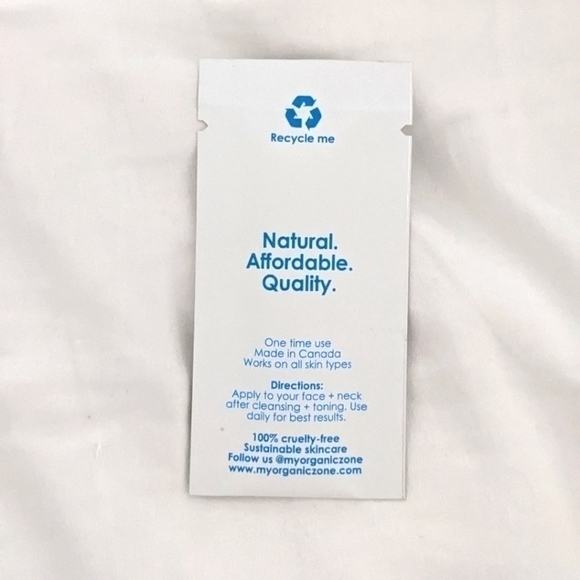 Recycle me
Natural.
Affordable.
Quality.
One time use
Made in Canada
Works on all skin types
Directions:
Apply to your face + neck
after cleansing + toning. Use
daily for best results.
100% cruelty-free
Sustainable skincare
Follow us @myorganiczone
www.myorganiczone.com